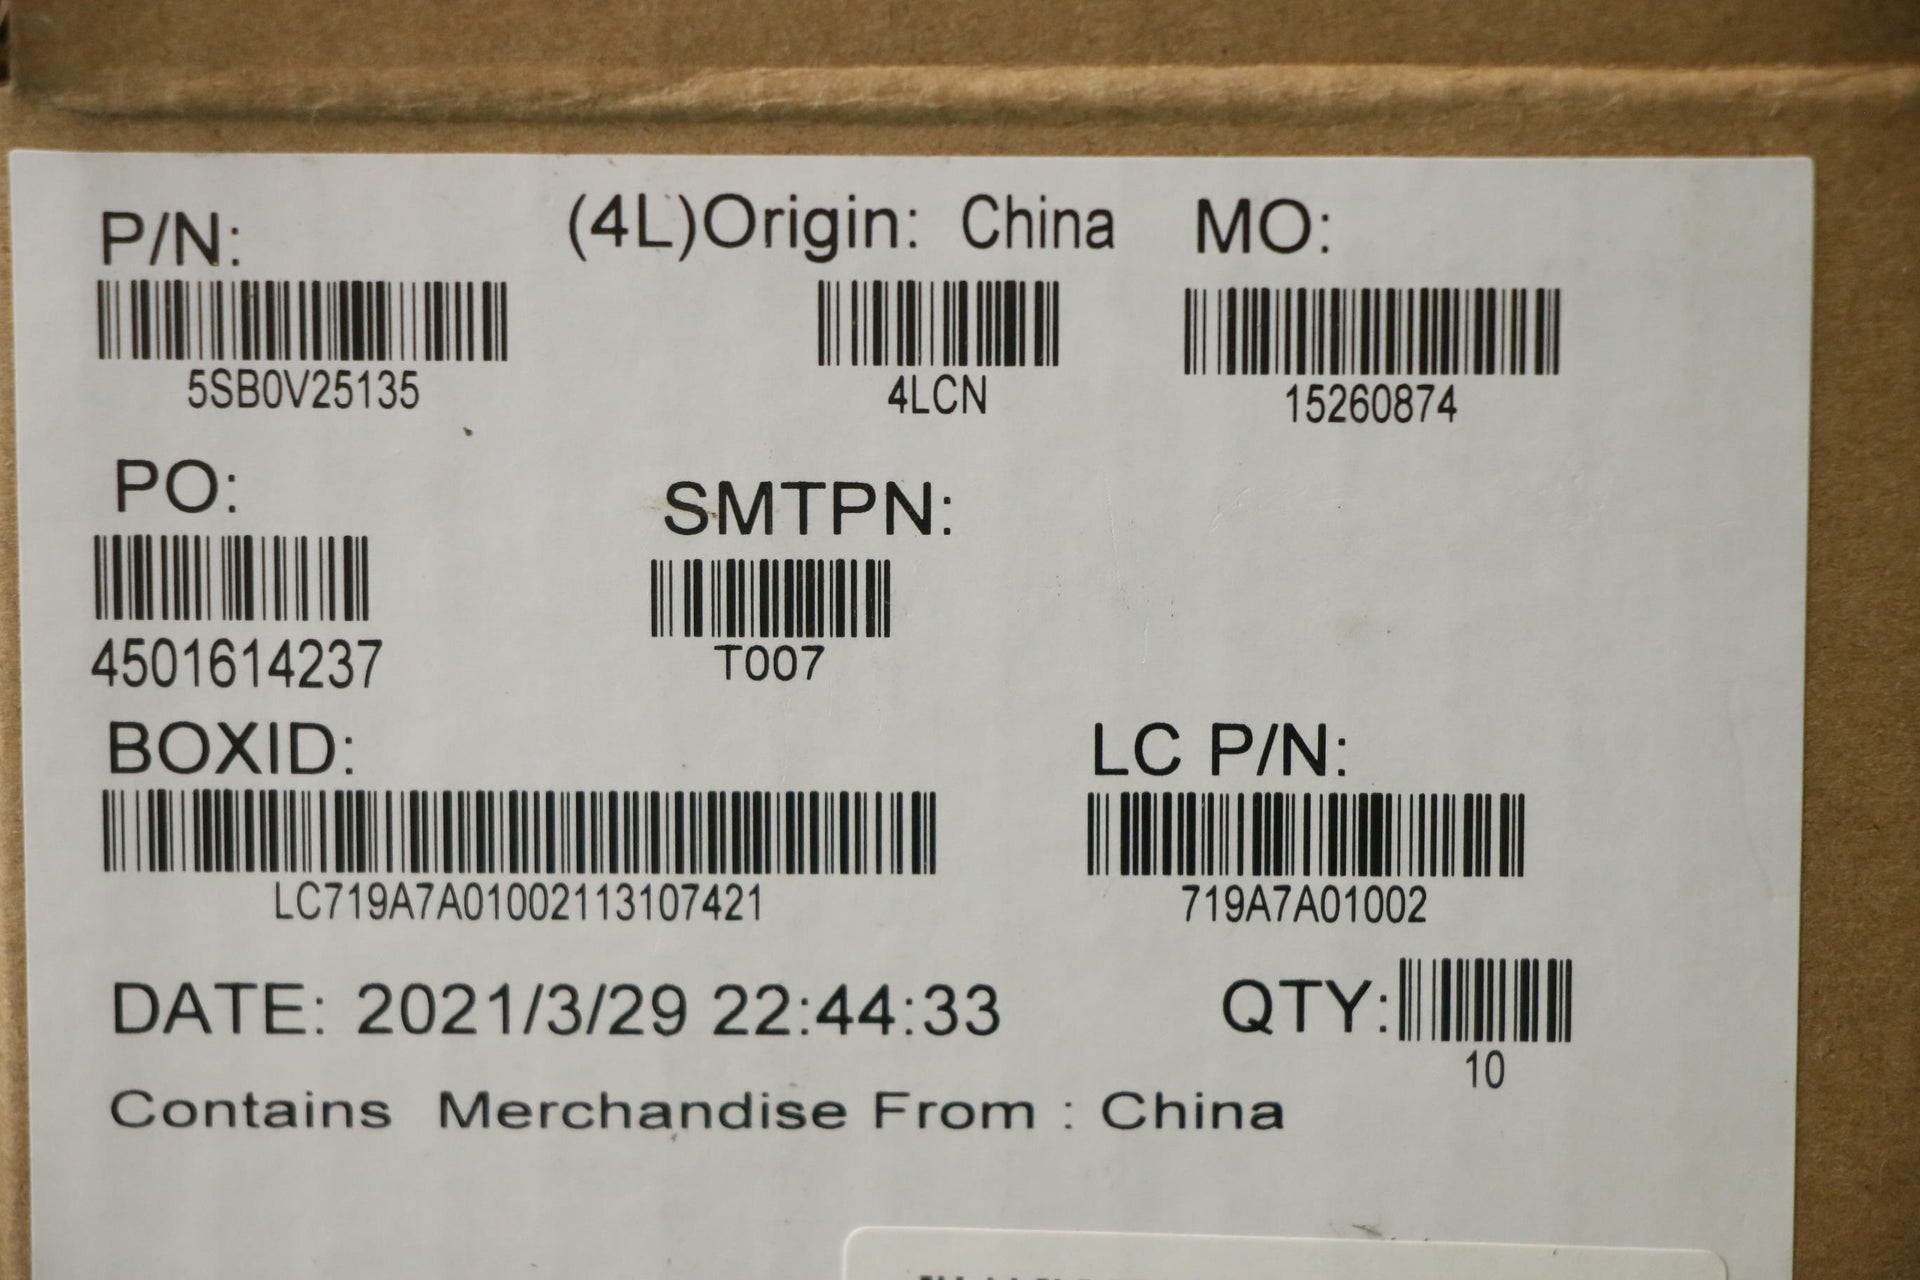 P/N: (4L)Origin: China MO:
5SB0V25135 4LCN 15260874
PO: SMTPN:
4501614237 T007
BOXID: LC P/N:
LC719A7A01002113107421 719A7A01002
DATE: 2021/3/29 22:44:33 QTY:
10
Contains Merchandise From : China